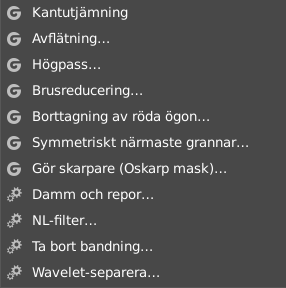 Kantutjämning
Avflätning…
Högpass…
Brusreducering…
Borttagning av röda ögon…
Symmetriskt närmaste grannar…
Gör skarpare (Oskarp mask)…
Damm och repor…
NL-filter…
Ta bort bandning…
Wavelet-separera…